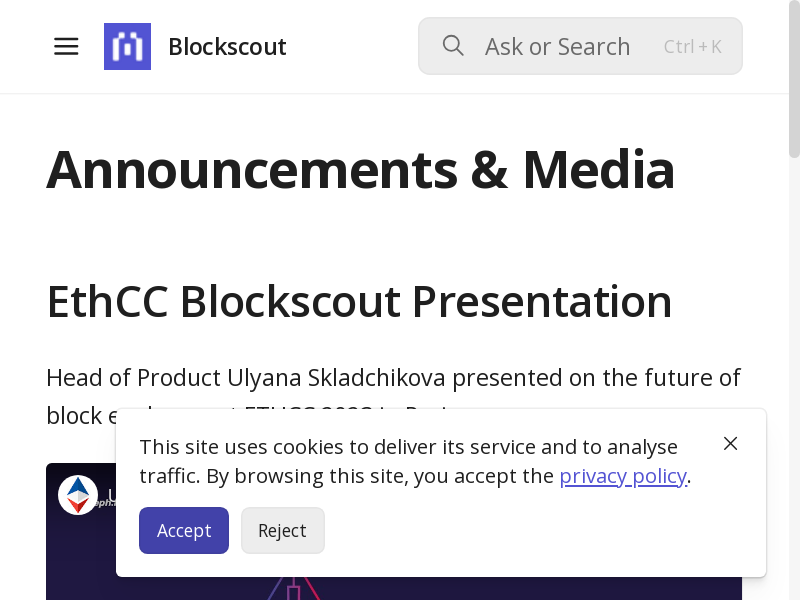 Blockscout
Ask or Search
Ctrl + K
Announcements & Media
EthCC Blockscout Presentation
Head of Product Ulyana Skladchikova presented on the future of
block
This site uses cookies to deliver its service and to analyse
traffic. By browsing this site, you accept the privacy policy.
Accept
Reject